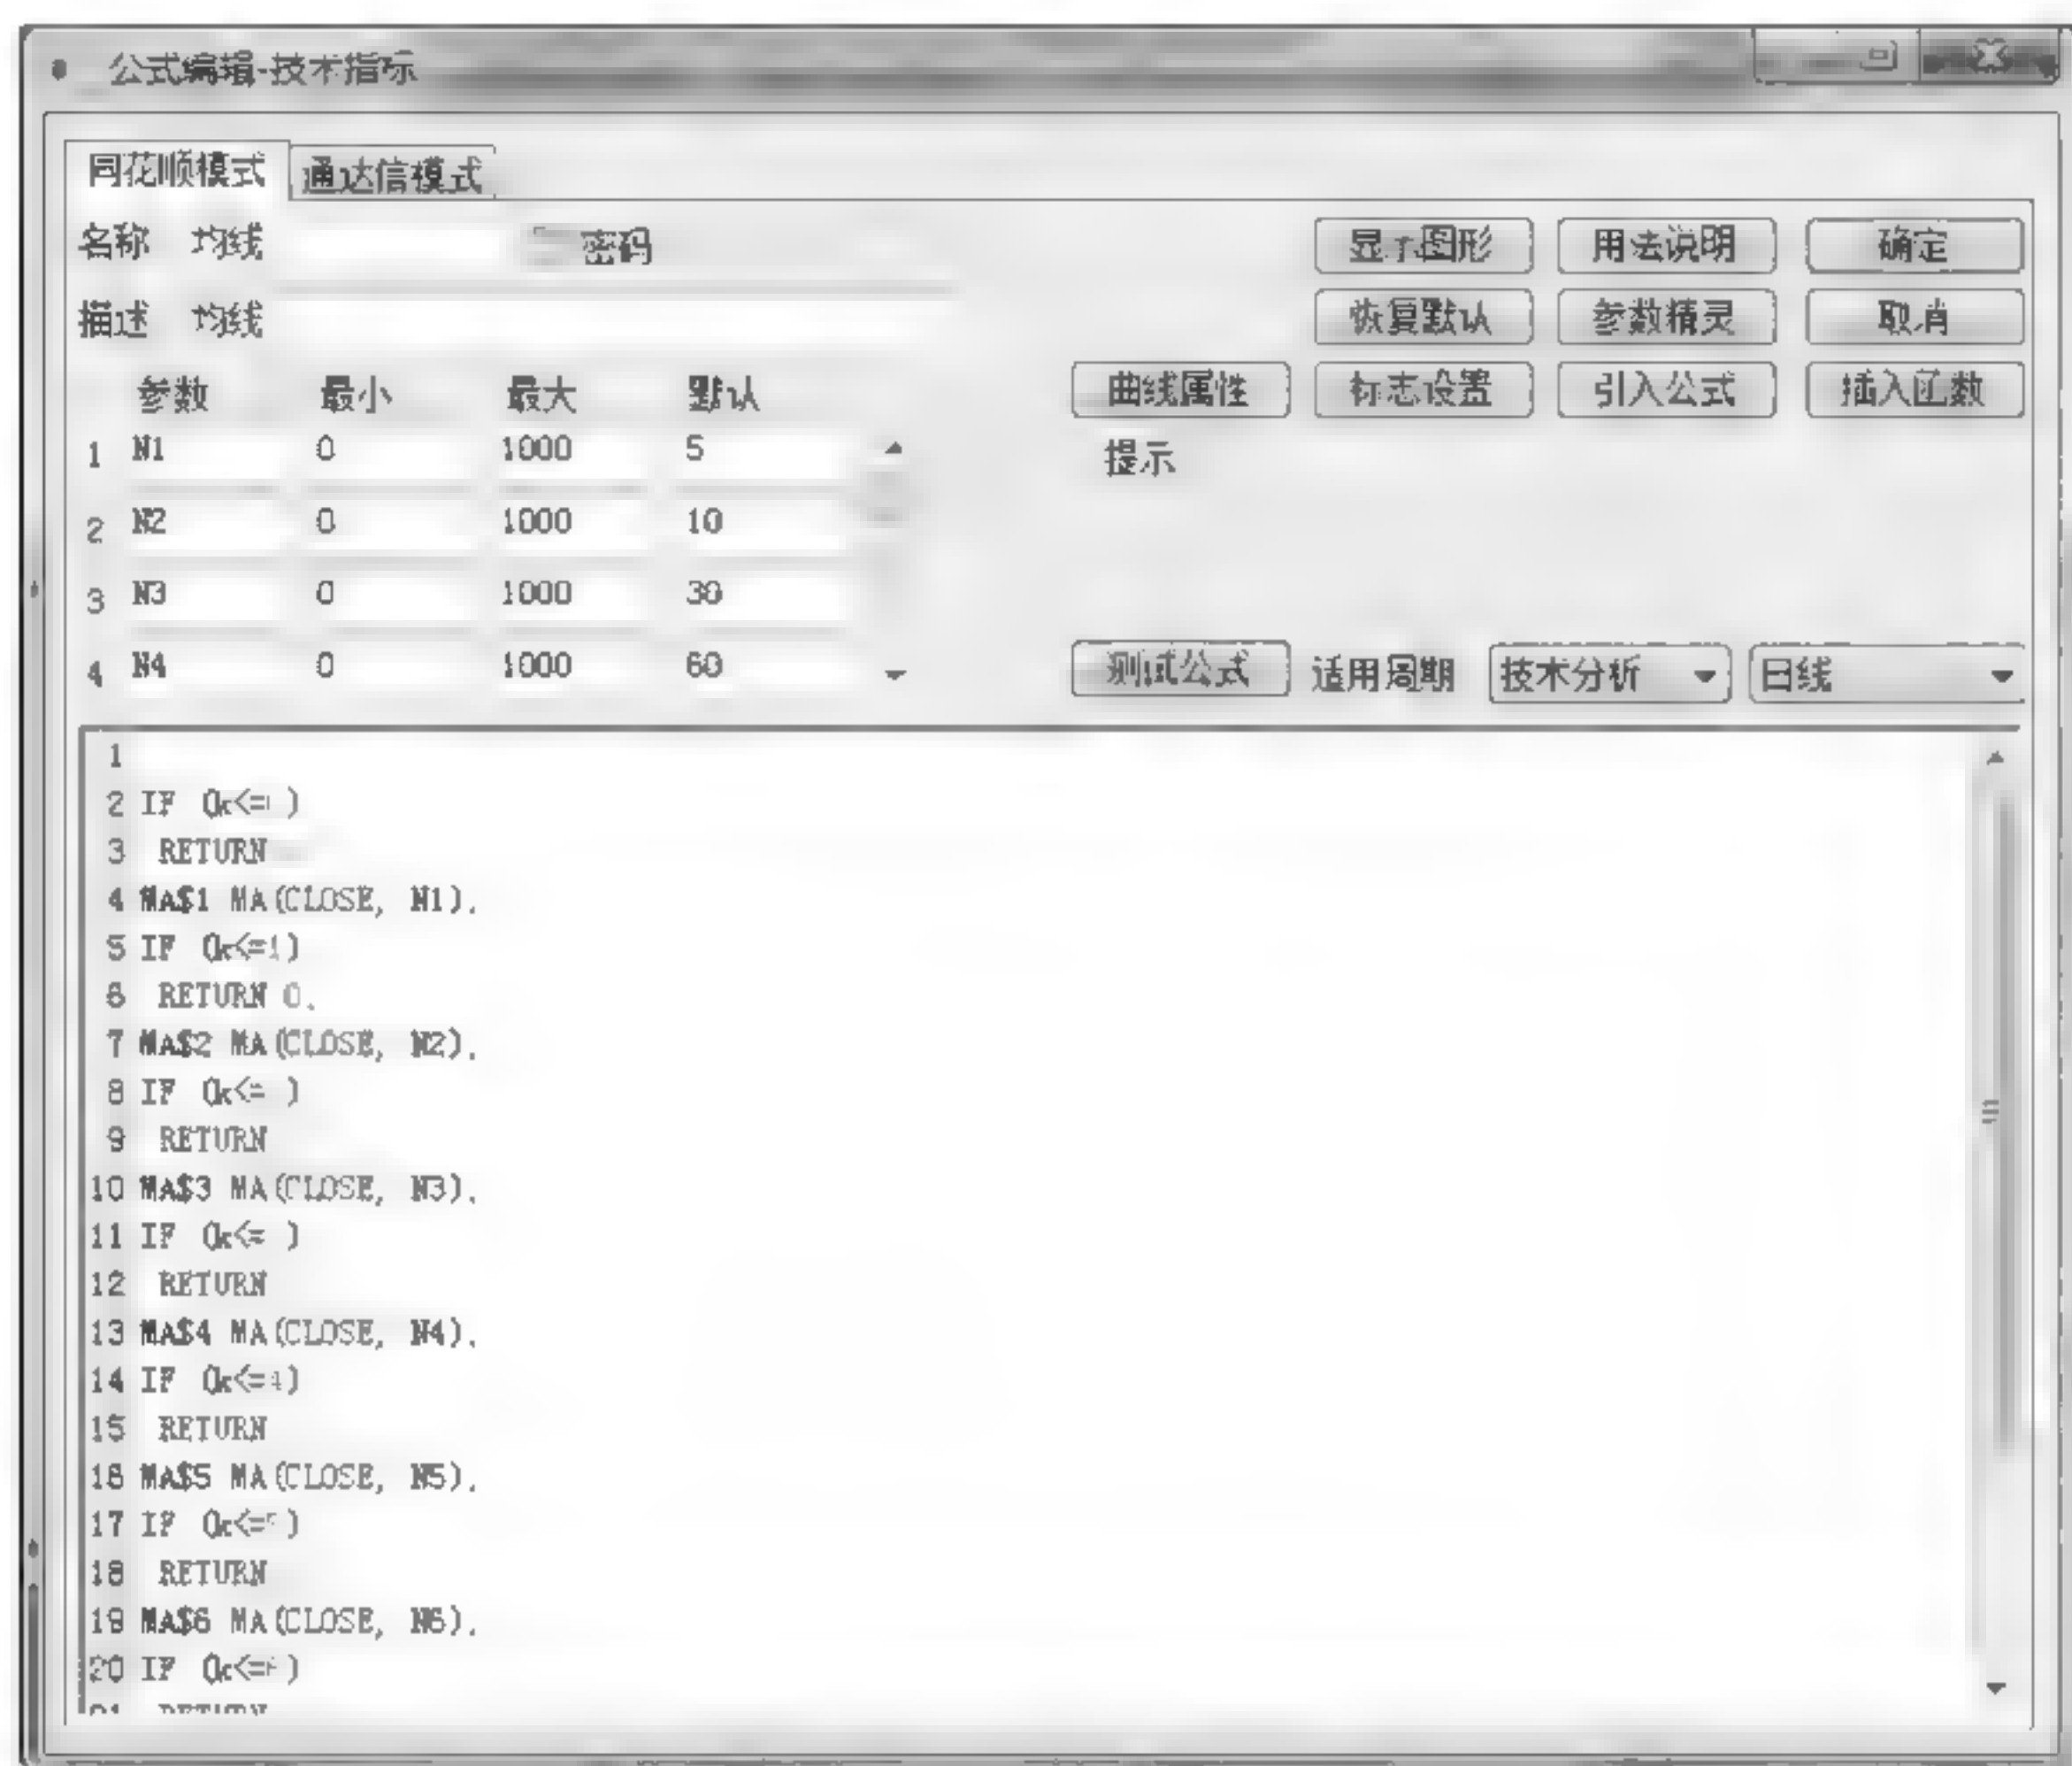 公式编辑-技术指标
同花顺模式 通达信模式
名称 均线 密码 显示图形 用法说明 确定
描述 均线 恢复默认 参数精灵 取消
参数 最小 最大 默认 曲线属性 标志设置 引入公式 插入函数
1 N1 0 1000 5 提示
2 N2 0 1000 10
3 N3 0 1000 30
4 N4 0 1000 60 测试公式 适用周期 技术分析 日线
1
2 IF (k<= )
3 RETURN
4 MA$1 MA(CLOSE, N1).
5 IF (k<=1)
6 RETURN 0.
7 MA$2 MA(CLOSE, N2).
8 IF (k<= )
9 RETURN
10 MA$3 MA(CLOSE, N3).
11 IF (k<= )
12 RETURN
13 MA$4 MA(CLOSE, N4).
14 IF (k<=4)
15 RETURN
16 MA$5 MA(CLOSE, N5).
17 IF (k<= )
18 RETURN
19 MA$6 MA(CLOSE, N6).
20 IF (k<= )